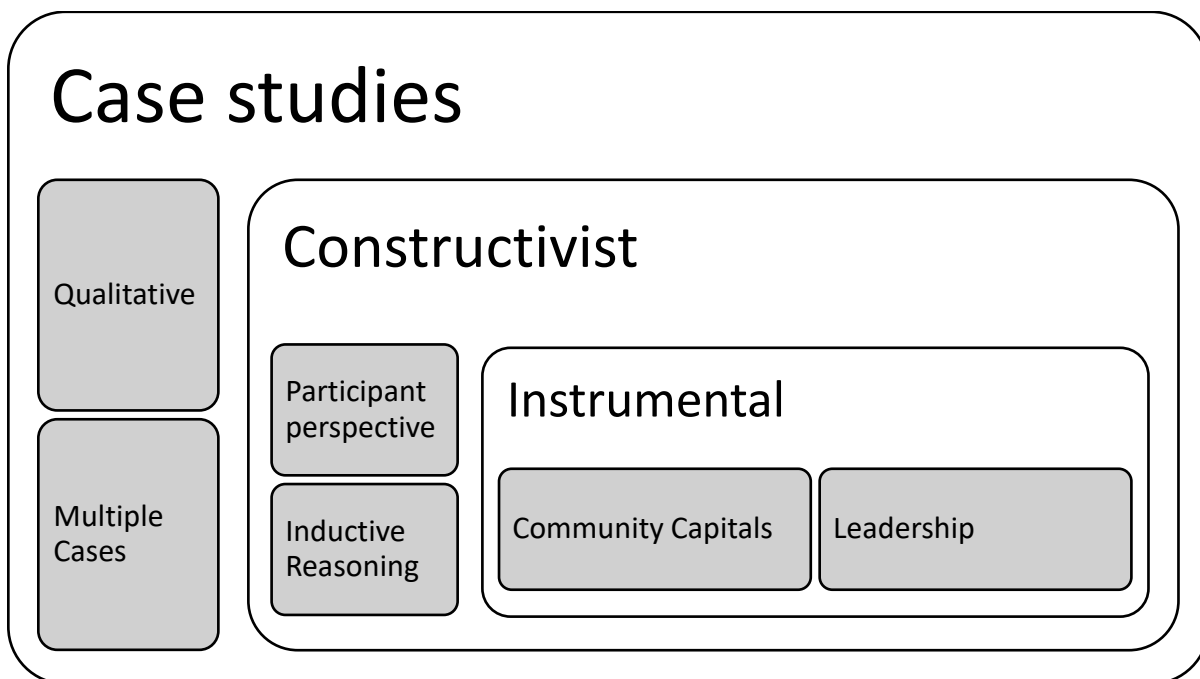 Case studies
Qualitative
Multiple
Cases
Constructivist
Participant
perspective
Inductive
Reasoning
Instrumental
Community Capitals
Leadership